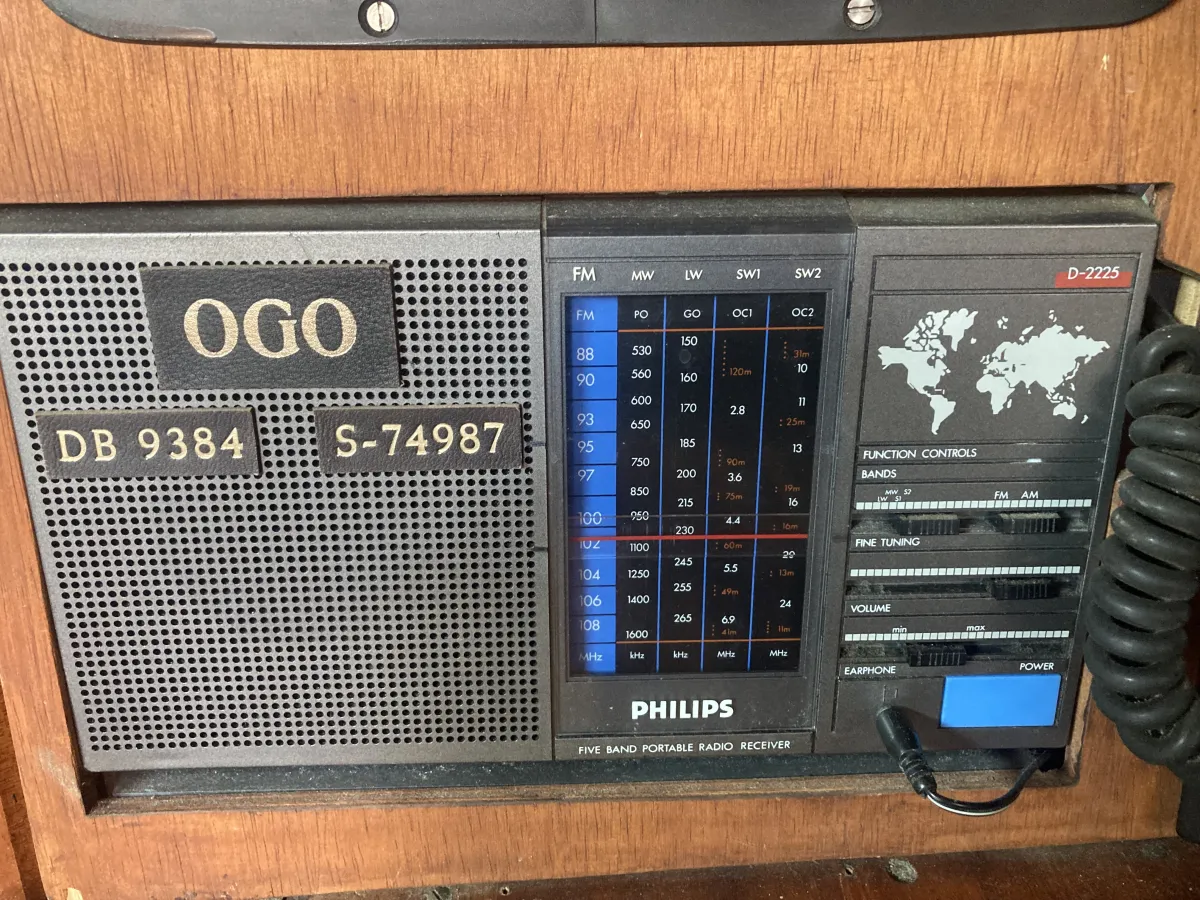 OGO
DB 9384 S-74987
FM MW LW SW1 SW2
FM PO GO OC1 OC2
88 530 150 31m
90 560 160 120m 10
93 600 170 2.8 11
650 25m
95 750 185 90m 13
97 850 200 3.6 19m
215 75m 16
100 950 230 4.4 16m
102 1100 60m 20
104 1250 245 5.5 13m
106 1400 255 49m 24
108 1600 265 6.9 11m
41m
MHz kHz kHz MHz MHz
PHILIPS
FIVE BAND PORTABLE RADIO RECEIVER
D-2225
FUNCTION CONTROLS
BANDS
MW S2 FM AM
LW S1
FINE TUNING
VOLUME
min max
EARPHONE POWER